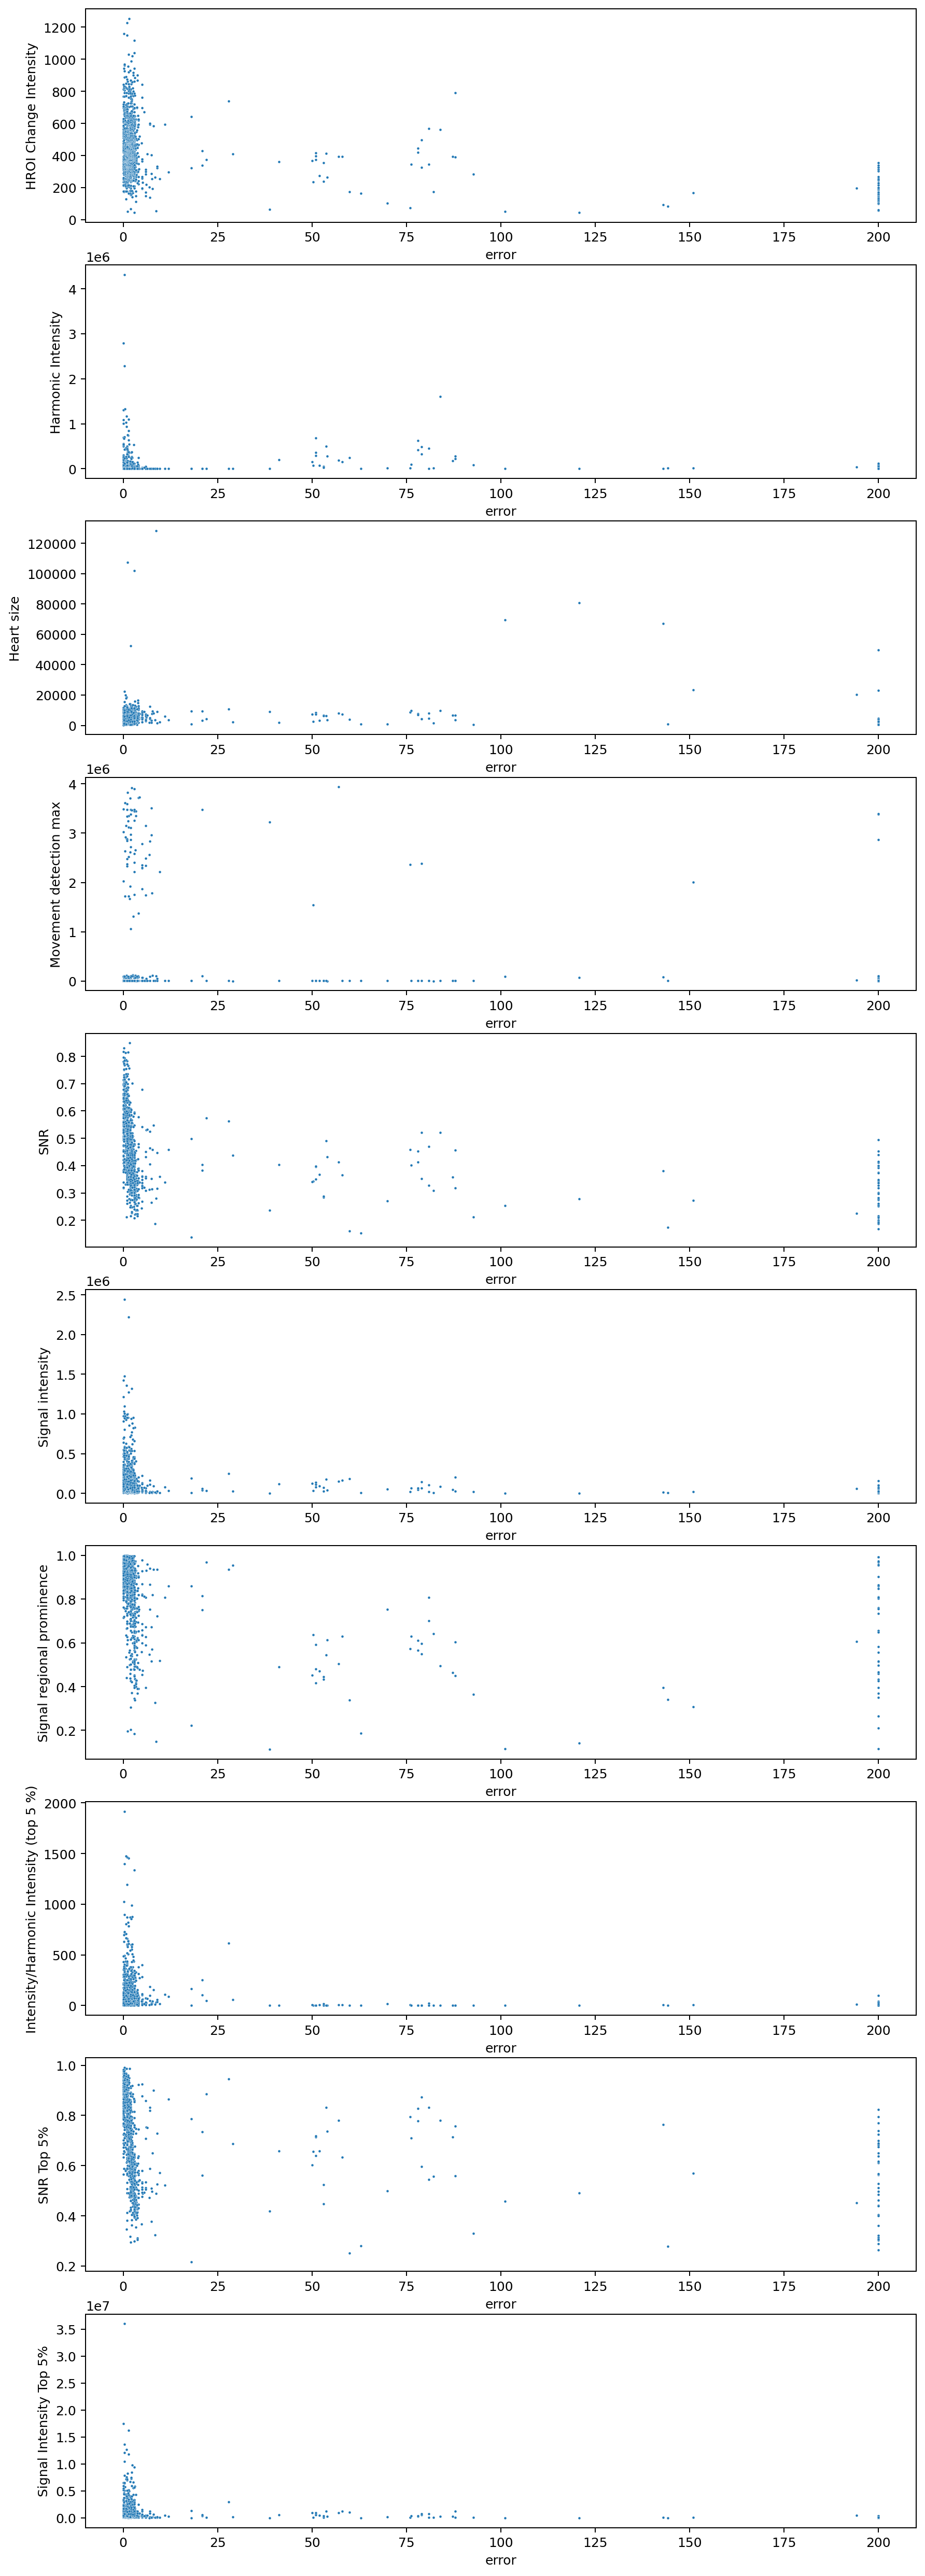 1200
1000
800
600
400
200
0
HROI Change Intensity
0 25 50 75 100 125 150 175 200
error
1e6
4
3
2
1
0
Harmonic Intensity
0 25 50 75 100 125 150 175 200
error
120000
100000
80000
60000
40000
20000
0
Heart size
0 25 50 75 100 125 150 175 200
error
1e6
4
3
2
1
0
Movement detection max
0 25 50 75 100 125 150 175 200
error
0.8
0.7
0.6
0.5
0.4
0.3
0.2
SNR
0 25 50 75 100 125 150 175 200
error
1e6
2.5
2.0
1.5
1.0
0.5
0.0
Signal intensity
0 25 50 75 100 125 150 175 200
error
1.0
0.8
0.6
0.4
0.2
Signal regional prominence
0 25 50 75 100 125 150 175 200
error
2000
1500
1000
500
0
Intensity/Harmonic Intensity (top 5 %)
0 25 50 75 100 125 150 175 200
error
1.0
0.8
0.6
0.4
0.2
SNR Top 5%
0 25 50 75 100 125 150 175 200
error
1e7
3.5
3.0
2.5
2.0
1.5
1.0
0.5
0.0
Signal Intensity Top 5%
0 25 50 75 100 125 150 175 200
error